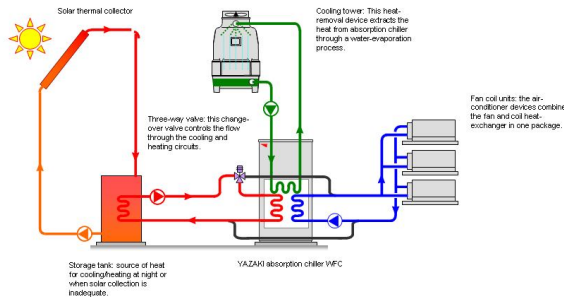 Solar thermal collector
Cooling tower: This heat-
removal device extracts the
heat from absorption chiller
through a water-evaporation
process.
Three-way valve: this change-
over valve controls the flow
through the cooling and
heating circuits.
Fan coil units: the air-
conditioner devices combine
the fan and coil heat-
exchanger in one package.
Storage tank: source of heat
for cooling/heating at night or
when solar collection is
inadequate.
YAZAKI absorption chiller WFC